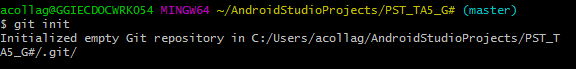 acollag@GGIECDOCWRK054 MINGW64 ~/AndroidStudioProjects/PST_TA5_G# (master)
$ git init
Initialized empty Git repository in C:/Users/acollag/AndroidStudioProjects/PST_T
A5_G#/.git/